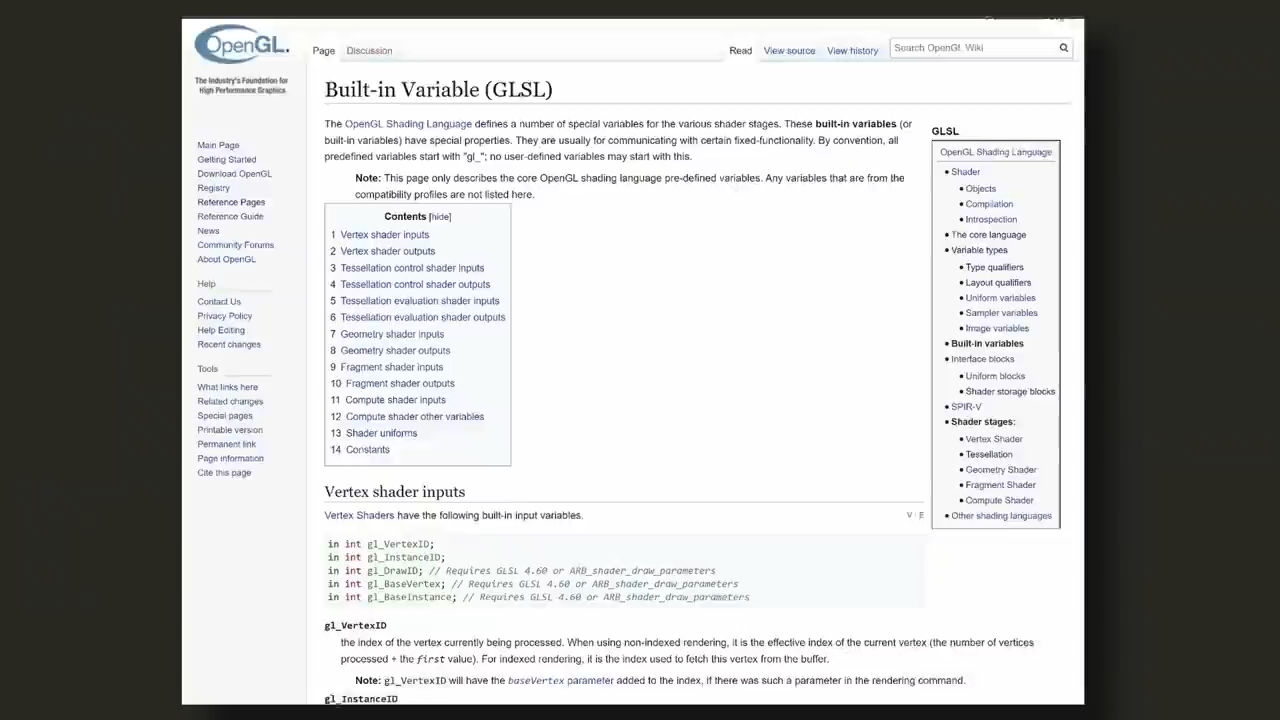 OpenGL.
The Industry's Foundation for
High Performance Graphics
Main Page
Getting Started
Download OpenGL
Registry
Reference Pages
Reference Guide
News
Community Forums
About OpenGL
Help
Contact Us
Privacy Policy
Help Editing
Recent changes
Tools
What links here
Related changes
Special pages
Printable version
Permanent link
Page information
Cite this page
Page Discussion
Read View source View history
Search OpenGL Wiki
Built-in Variable (GLSL)
The OpenGL Shading Language defines a number of special variables for the various shader stages. These built-in variables (or
built-in variables) have special properties. They are usually for communicating with certain fixed-functionality. By convention, all
predefined variables start with "gl_"; no user-defined variables may start with this.
Note: This page only describes the core OpenGL shading language pre-defined variables. Any variables that are from the
compatibility profiles are not listed here.
Contents [hide]
1 Vertex shader inputs
2 Vertex shader outputs
3 Tessellation control shader inputs
4 Tessellation control shader outputs
5 Tessellation evaluation shader inputs
6 Tessellation evaluation shader outputs
7 Geometry shader inputs
8 Geometry shader outputs
9 Fragment shader inputs
10 Fragment shader outputs
11 Compute shader inputs
12 Compute shader other variables
13 Shader uniforms
14 Constants
GLSL
OpenGL Shading Language
• Shader
• Objects
• Compilation
• Introspection
• The core language
• Variable types
• Type qualifiers
• Layout qualifiers
• Uniform variables
• Sampler variables
• Image variables
• Built-in variables
• Interface blocks
• Uniform blocks
• Shader storage blocks
• SPIR-V
• Shader stages:
• Vertex Shader
• Tessellation
• Geometry Shader
• Fragment Shader
• Compute Shader
• Other shading languages
Vertex shader inputs
Vertex Shaders have the following built-in input variables.
V · E
in int gl_VertexID;
in int gl_InstanceID;
in int gl_DrawID; // Requires GLSL 4.60 or ARB_shader_draw_parameters
in int gl_BaseVertex; // Requires GLSL 4.60 or ARB_shader_draw_parameters
in int gl_BaseInstance; // Requires GLSL 4.60 or ARB_shader_draw_parameters
gl_VertexID
the index of the vertex currently being processed. When using non-indexed rendering, it is the effective index of the current vertex (the number of vertices
processed + the first value). For indexed rendering, it is the index used to fetch this vertex from the buffer.
Note: gl_VertexID will have the baseVertex parameter added to the index, if there was such a parameter in the rendering command.
gl_InstanceID